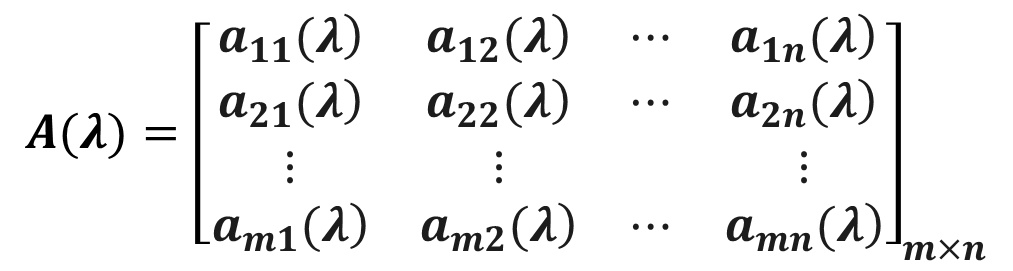 a₁₁(λ) a₁₂(λ) ⋯ a₁ₙ(λ)
a₂₁(λ) a₂₂(λ) ⋯ a₂ₙ(λ)
A(λ) =
⋮ ⋮ ⋮
aₘ₁(λ) aₘ₂(λ) ⋯ aₘₙ(λ)
m×n